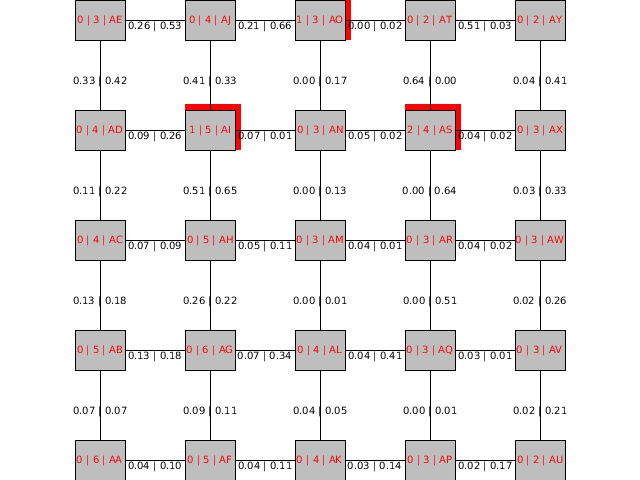 0 | 3 | AE 0.26 | 0.53 0 | 4 | AJ 0.21 | 0.66 1 | 3 | AO 0.00 | 0.02 0 | 2 | AT 0.51 | 0.03 0 | 2 | AY
0.33 | 0.42 0.41 | 0.33 0.00 | 0.17 0.64 | 0.00 0.04 | 0.41
0 | 4 | AD 0.09 | 0.26 1 | 5 | AI 0.07 | 0.01 0 | 3 | AN 0.05 | 0.02 2 | 4 | AS 0.04 | 0.02 0 | 3 | AX
0.11 | 0.22 0.51 | 0.65 0.00 | 0.13 0.00 | 0.64 0.03 | 0.33
0 | 4 | AC 0.07 | 0.09 0 | 5 | AH 0.05 | 0.11 0 | 3 | AM 0.04 | 0.01 0 | 3 | AR 0.04 | 0.02 0 | 3 | AW
0.13 | 0.18 0.26 | 0.22 0.00 | 0.01 0.00 | 0.51 0.02 | 0.26
0 | 5 | AB 0.13 | 0.18 0 | 6 | AG 0.07 | 0.34 0 | 4 | AL 0.04 | 0.41 0 | 3 | AQ 0.03 | 0.01 0 | 3 | AV
0.07 | 0.07 0.09 | 0.11 0.04 | 0.05 0.00 | 0.01 0.02 | 0.21
0 | 6 | AA 0.04 | 0.10 0 | 5 | AF 0.04 | 0.11 0 | 4 | AK 0.03 | 0.14 0 | 3 | AP 0.02 | 0.17 0 | 2 | AU